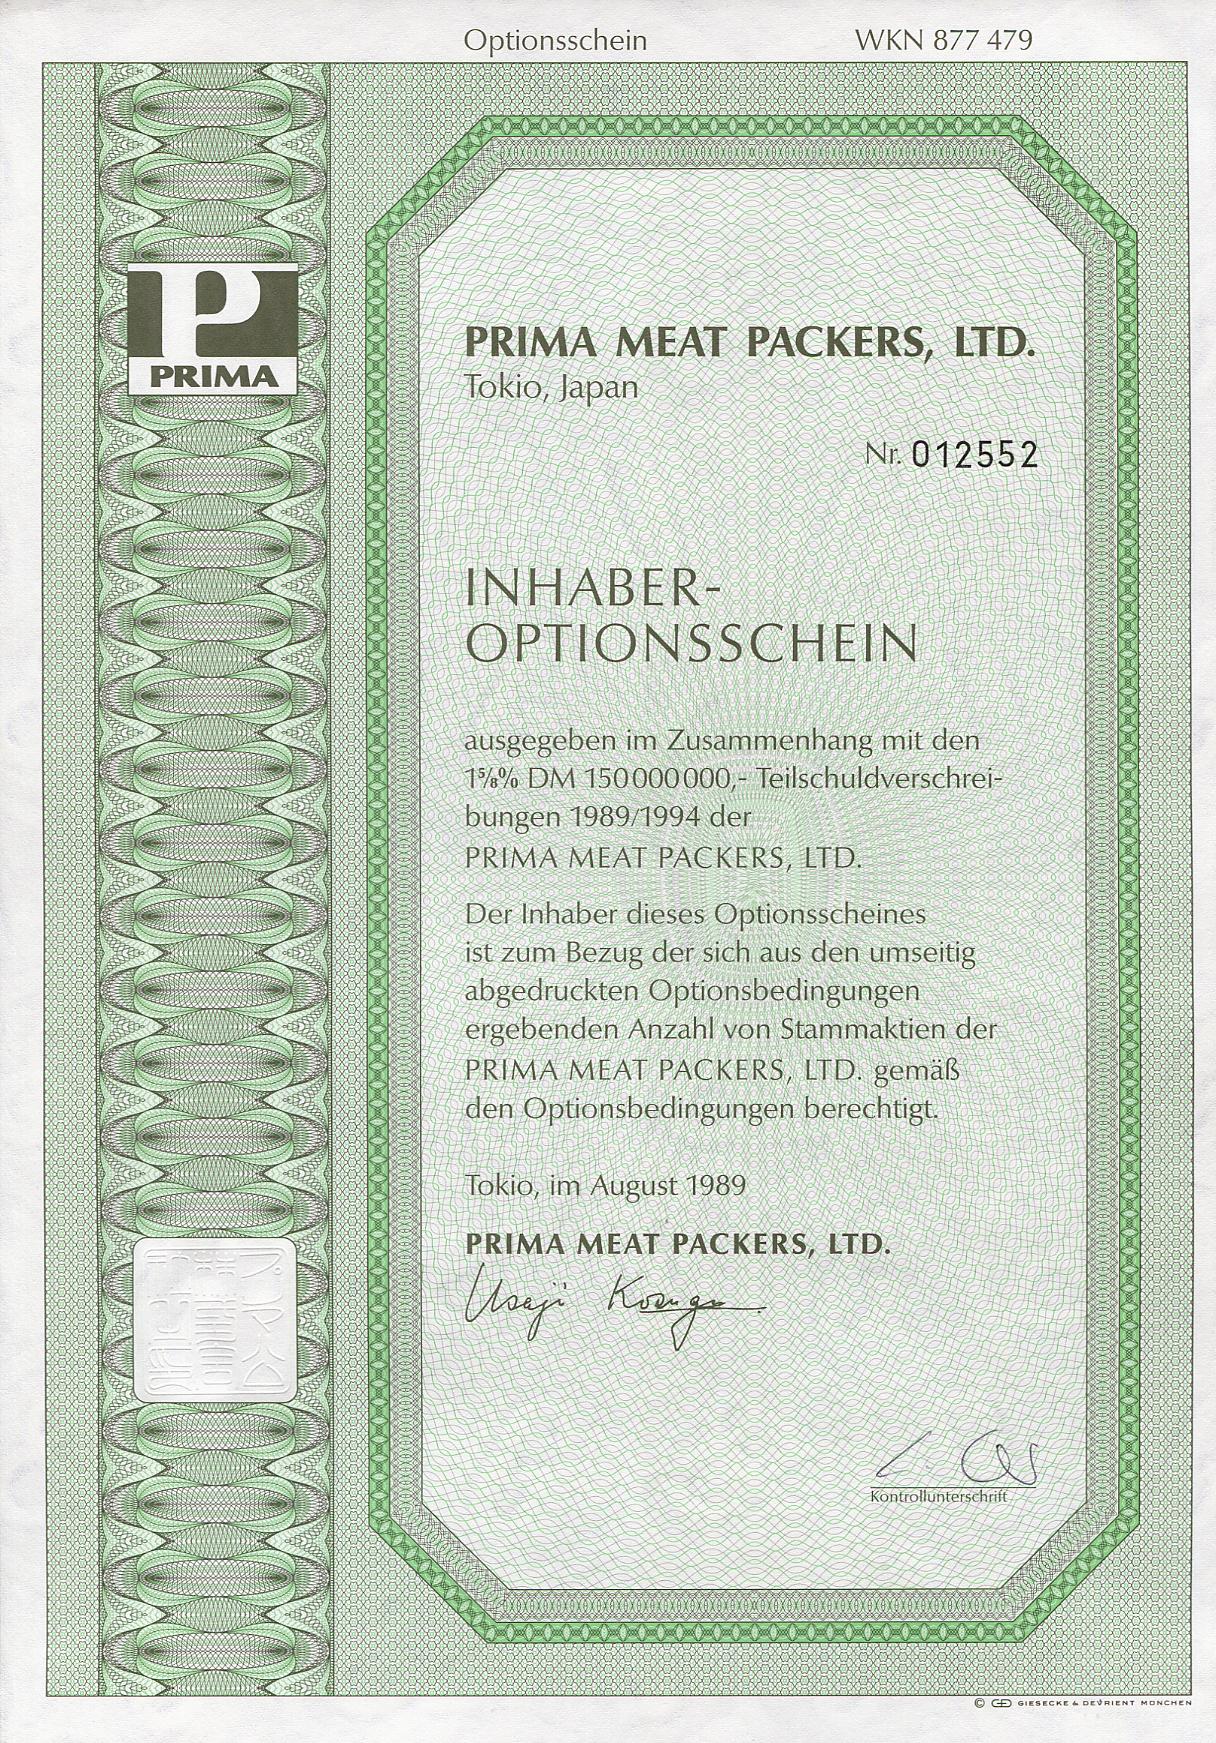 Optionsschein WKN 877 479
P
PRIMA
PRIMA MEAT PACKERS, LTD.
Tokio, Japan
Nr. 012552
INHABER-
OPTIONSSCHEIN
ausgegeben im Zusammenhang mit den
1⅝% DM 150 000 000,- Teilschuldverschrei-
bungen 1989/1994 der
PRIMA MEAT PACKERS, LTD.
Der Inhaber dieses Optionsscheines
ist zum Bezug der sich aus den umseitig
abgedruckten Optionsbedingungen
ergebenden Anzahl von Stammaktien der
PRIMA MEAT PACKERS, LTD. gemäß
den Optionsbedingungen berechtigt.
Tokio, im August 1989
PRIMA MEAT PACKERS, LTD.
Kontrollunterschrift
© GIESECKE & DEVRIENT MÜNCHEN